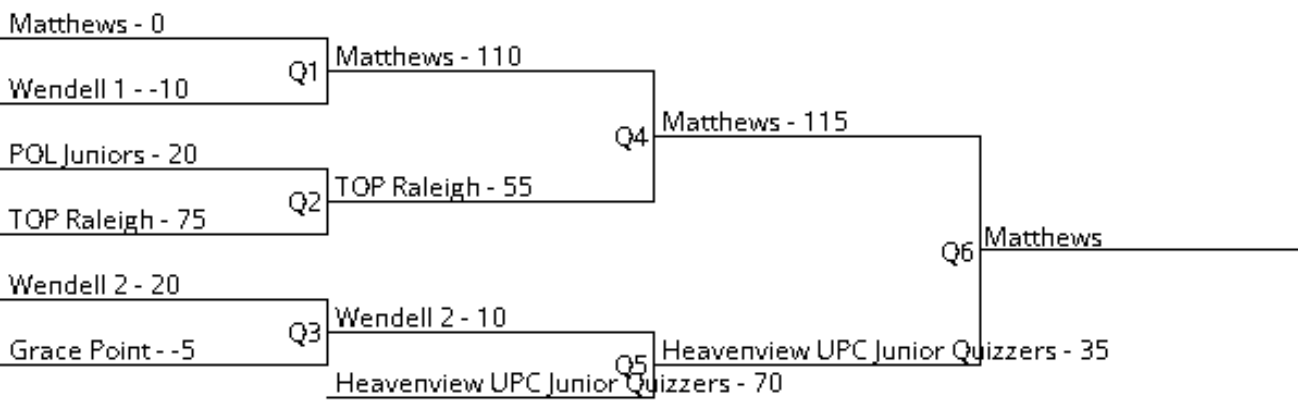 Matthews - 0
Wendell 1 - -10
Q1
Matthews - 110
POL Juniors - 20
TOP Raleigh - 75
Q2
TOP Raleigh - 55
Q4
Matthews - 115
Wendell 2 - 20
Grace Point - -5
Q3
Wendell 2 - 10
Heavenview UPC Junior Quizzers - 70
Q5
Heavenview UPC Junior Quizzers - 35
Q6
Matthews